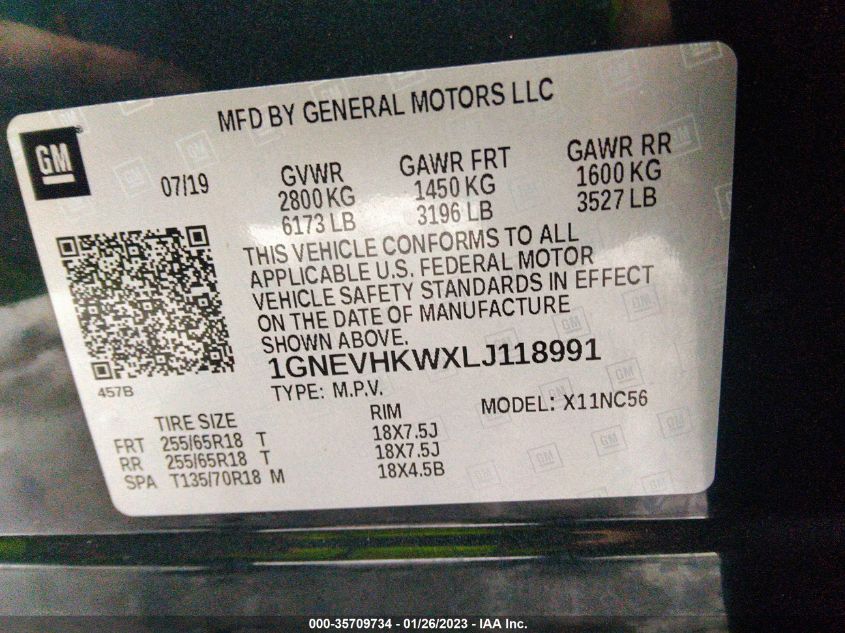 MFD BY GENERAL MOTORS LLC
GM
07/19
GVWR
2800 KG
6173 LB
GAWR FRT
1450 KG
3196 LB
GAWR RR
1600 KG
3527 LB
THIS VEHICLE CONFORMS TO ALL
APPLICABLE U.S. FEDERAL MOTOR
VEHICLE SAFETY STANDARDS IN EFFECT
ON THE DATE OF MANUFACTURE
SHOWN ABOVE.
1GNEVHKWXLJ118991
457B
TYPE: M.P.V.
MODEL: X11NC56
TIRE SIZE RIM
FRT 255/65R18 T 18X7.5J
RR 255/65R18 T 18X7.5J
SPA T135/70R18 M 18X4.5B
000-35709734 - 01/26/2023 - IAA Inc.